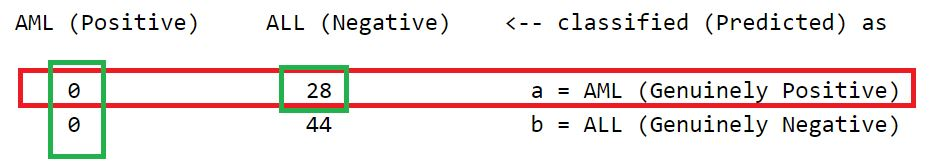 AML (Positive) ALL (Negative) <-- classified (Predicted) as
0 28 a = AML (Genuinely Positive)
0 44 b = ALL (Genuinely Negative)